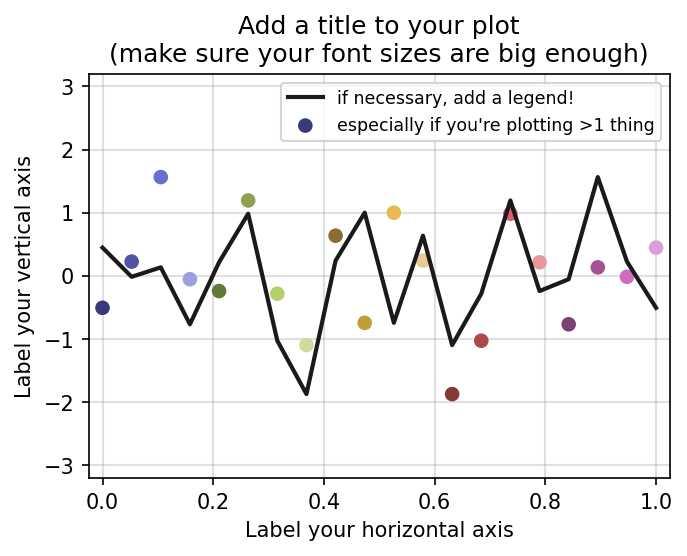 Add a title to your plot
(make sure your font sizes are big enough)
if necessary, add a legend!
especially if you're plotting >1 thing
Label your vertical axis
3
2
1
0
−1
−2
−3
0.0 0.2 0.4 0.6 0.8 1.0
Label your horizontal axis